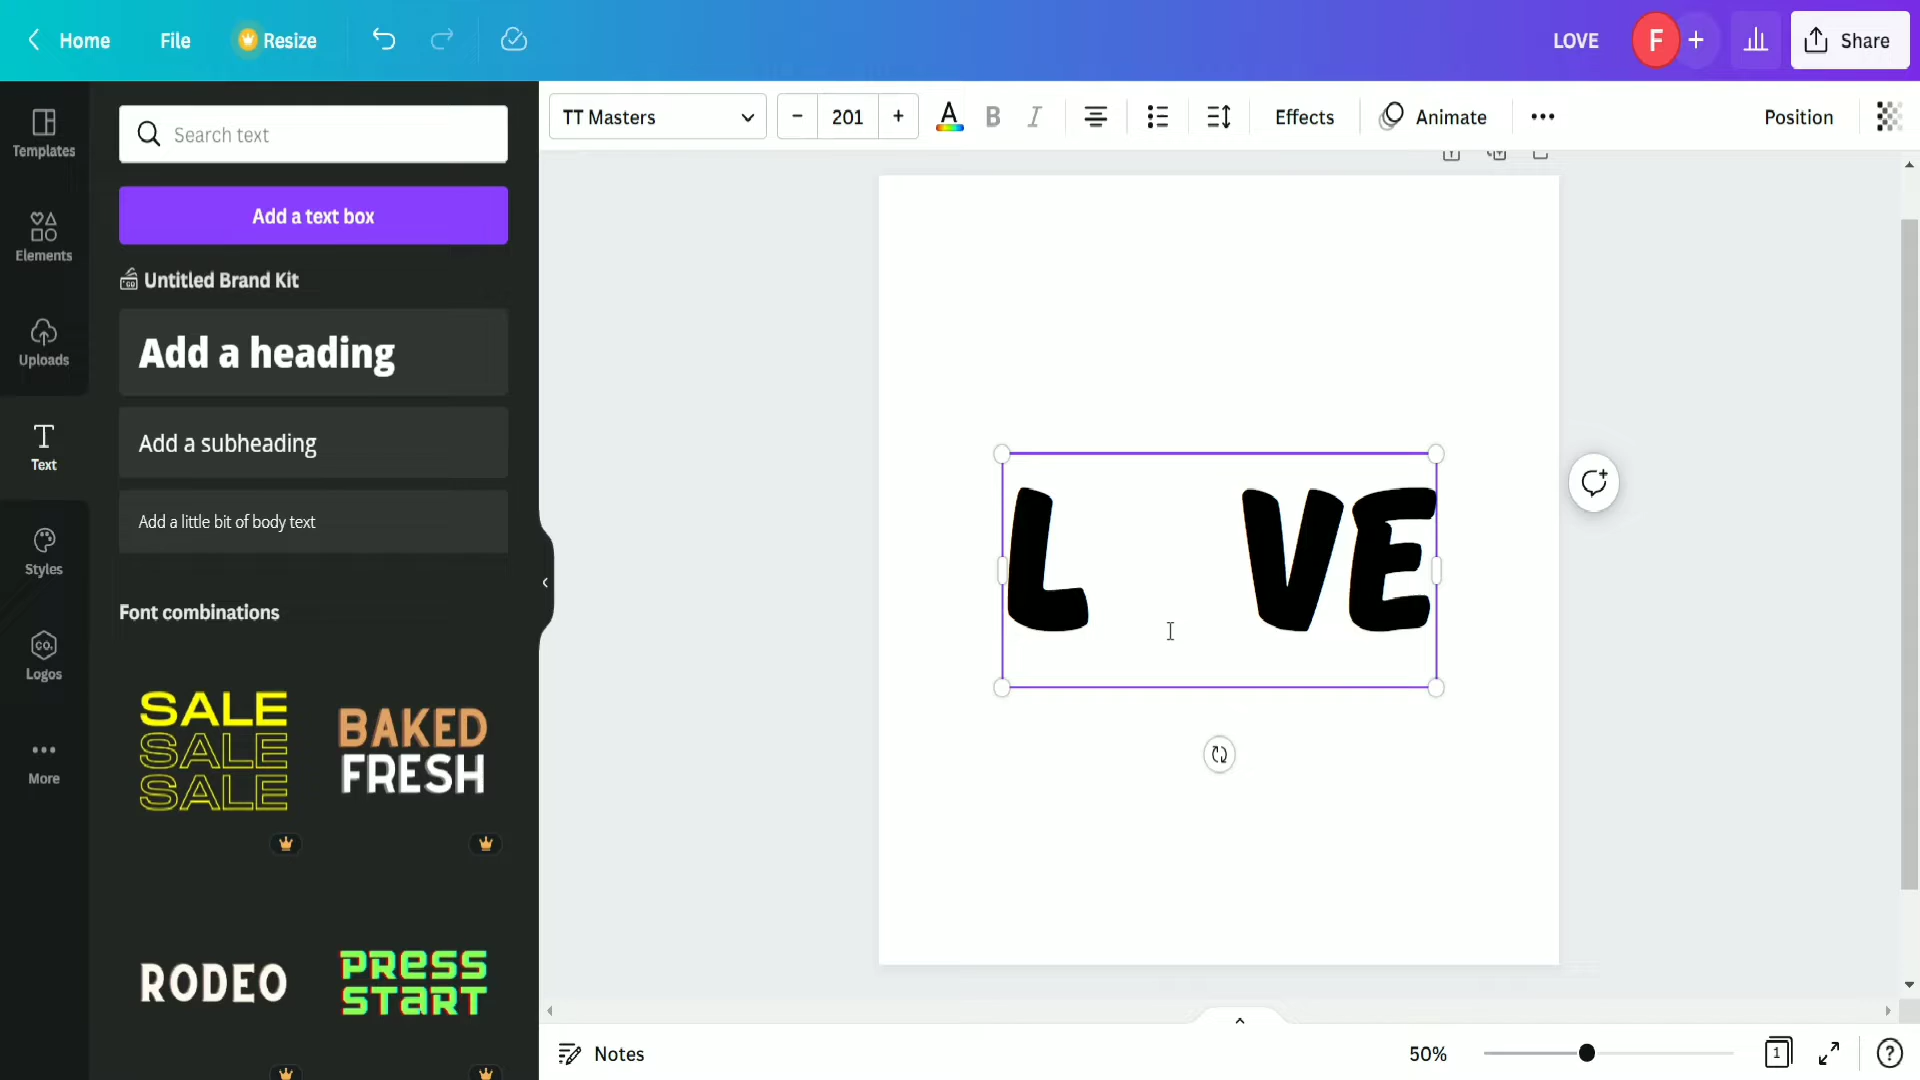 Home File Resize LOVE F + Share
Templates
Elements
Uploads
Text
Styles
CO.
Logos
More
Search text
Add a text box
Untitled Brand Kit
Add a heading
Add a subheading
Add a little bit of body text
Font combinations
SALE
SALE
SALE
BAKED
FRESH
RODEO
PRESS
START
TT Masters - 201 + A B I Effects Animate ... Position
L VE
Notes 50% 1 ?